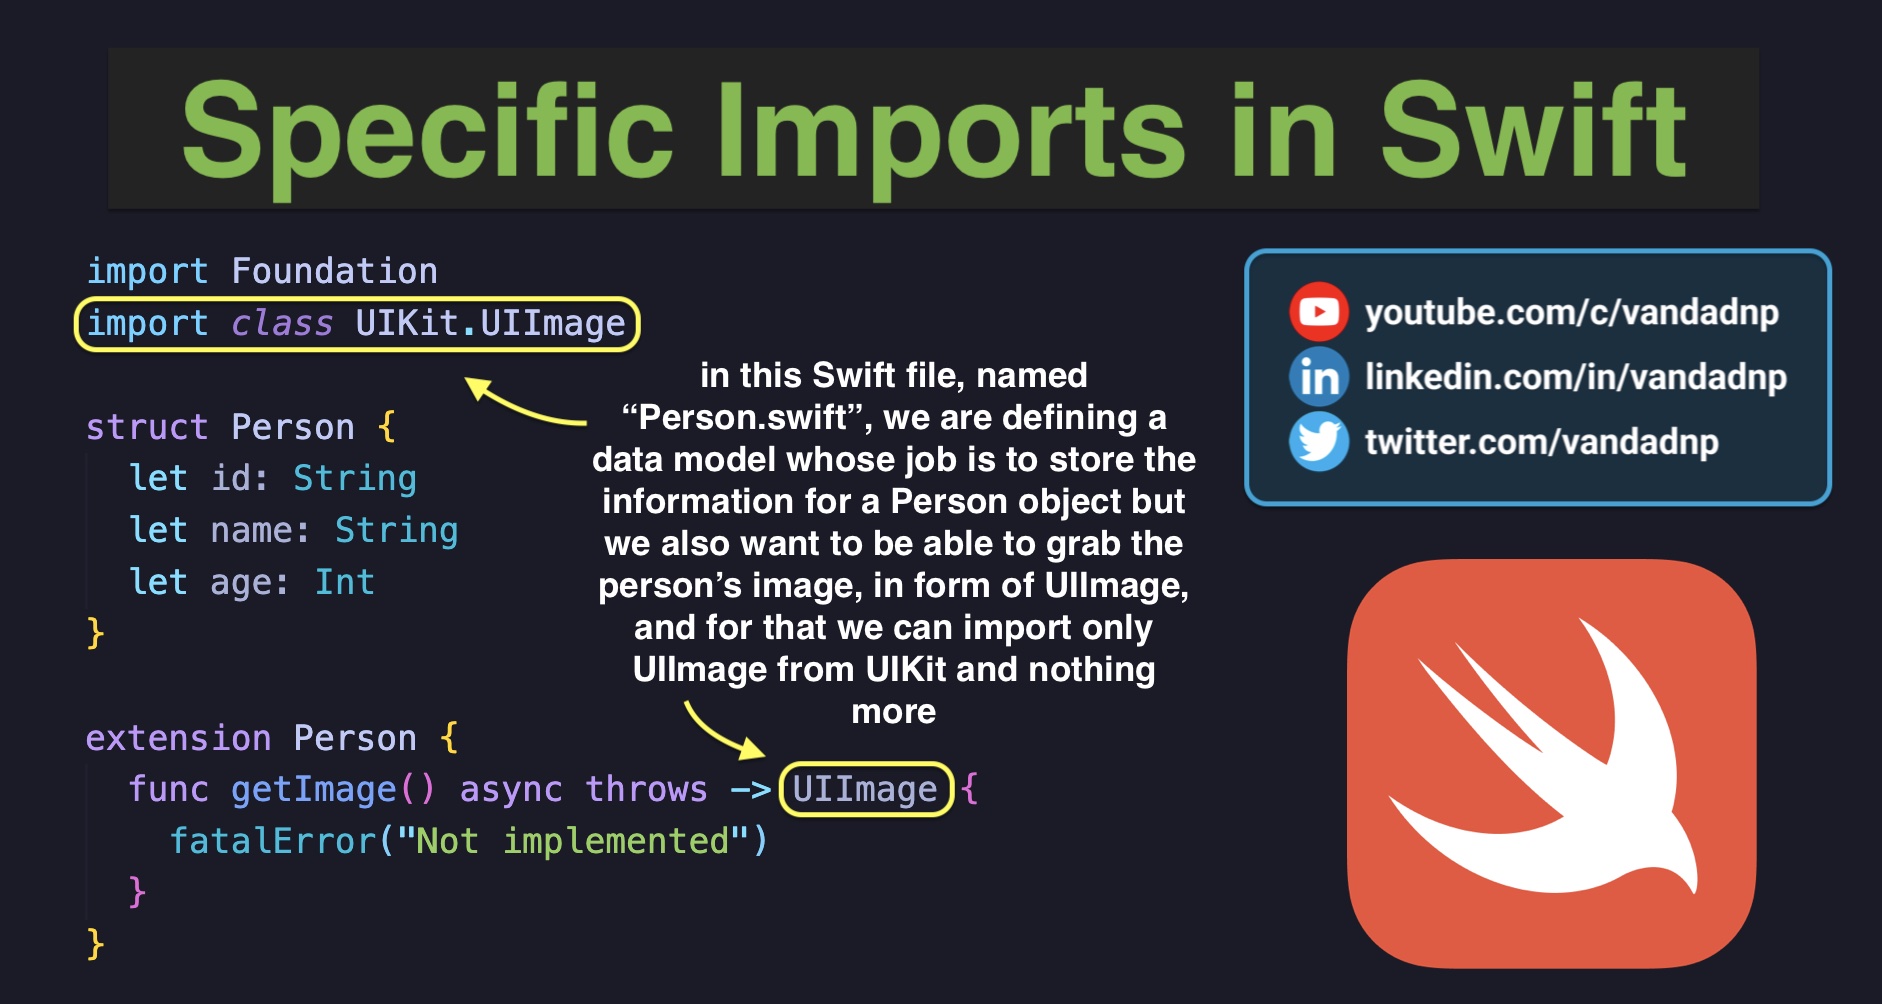 Specific Imports in Swift
import Foundation
import class UIKit.UIImage
struct Person {
let id: String
let name: String
let age: Int
}
extension Person {
func getImage() async throws -> UIImage {
fatalError("Not implemented")
}
}
in this Swift file, named
“Person.swift”, we are defining a
data model whose job is to store the
information for a Person object but
we also want to be able to grab the
person’s image, in form of UIImage,
and for that we can import only
UIImage from UIKit and nothing
more
youtube.com/c/vandadnp
in linkedin.com/in/vandadnp
twitter.com/vandadnp